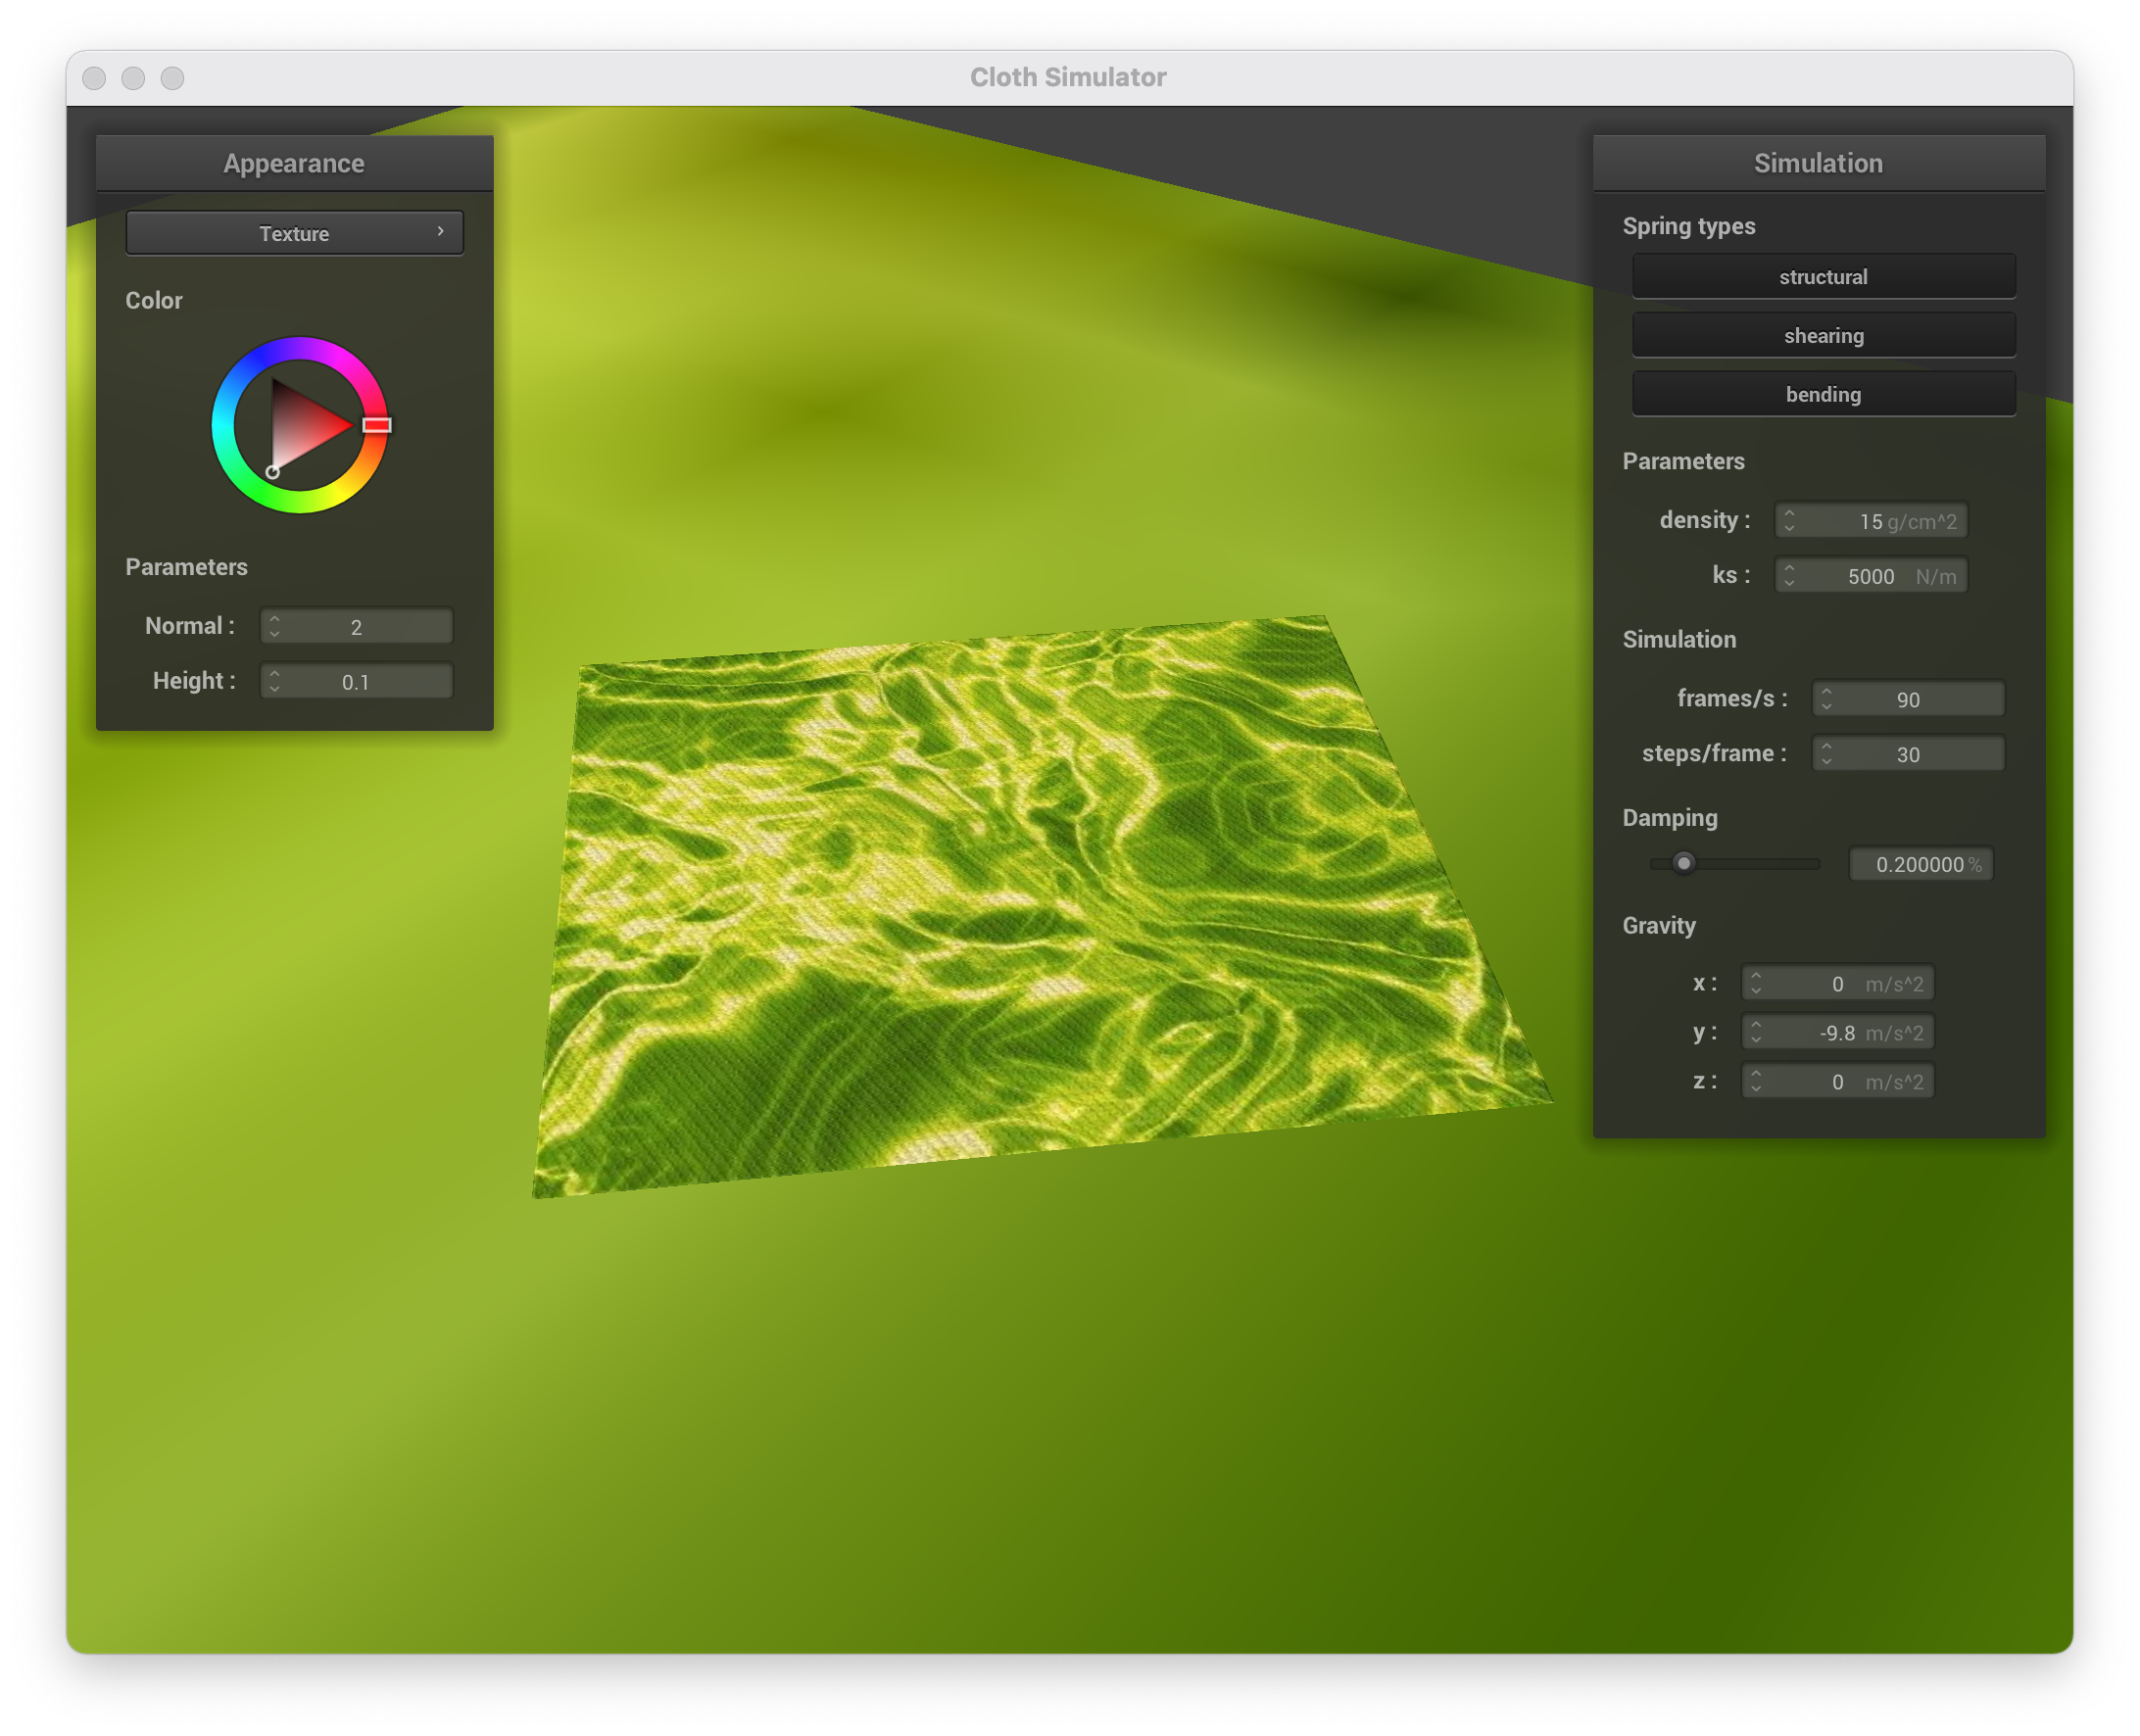 Cloth Simulator
Appearance
Texture
Color
Parameters
Normal : 2
Height : 0.1
Simulation
Spring types
structural
shearing
bending
Parameters
density : 15 g/cm^2
ks : 5000 N/m
Simulation
frames/s : 90
steps/frame : 30
Damping
0.200000 %
Gravity
x : 0 m/s^2
y : -9.8 m/s^2
z : 0 m/s^2